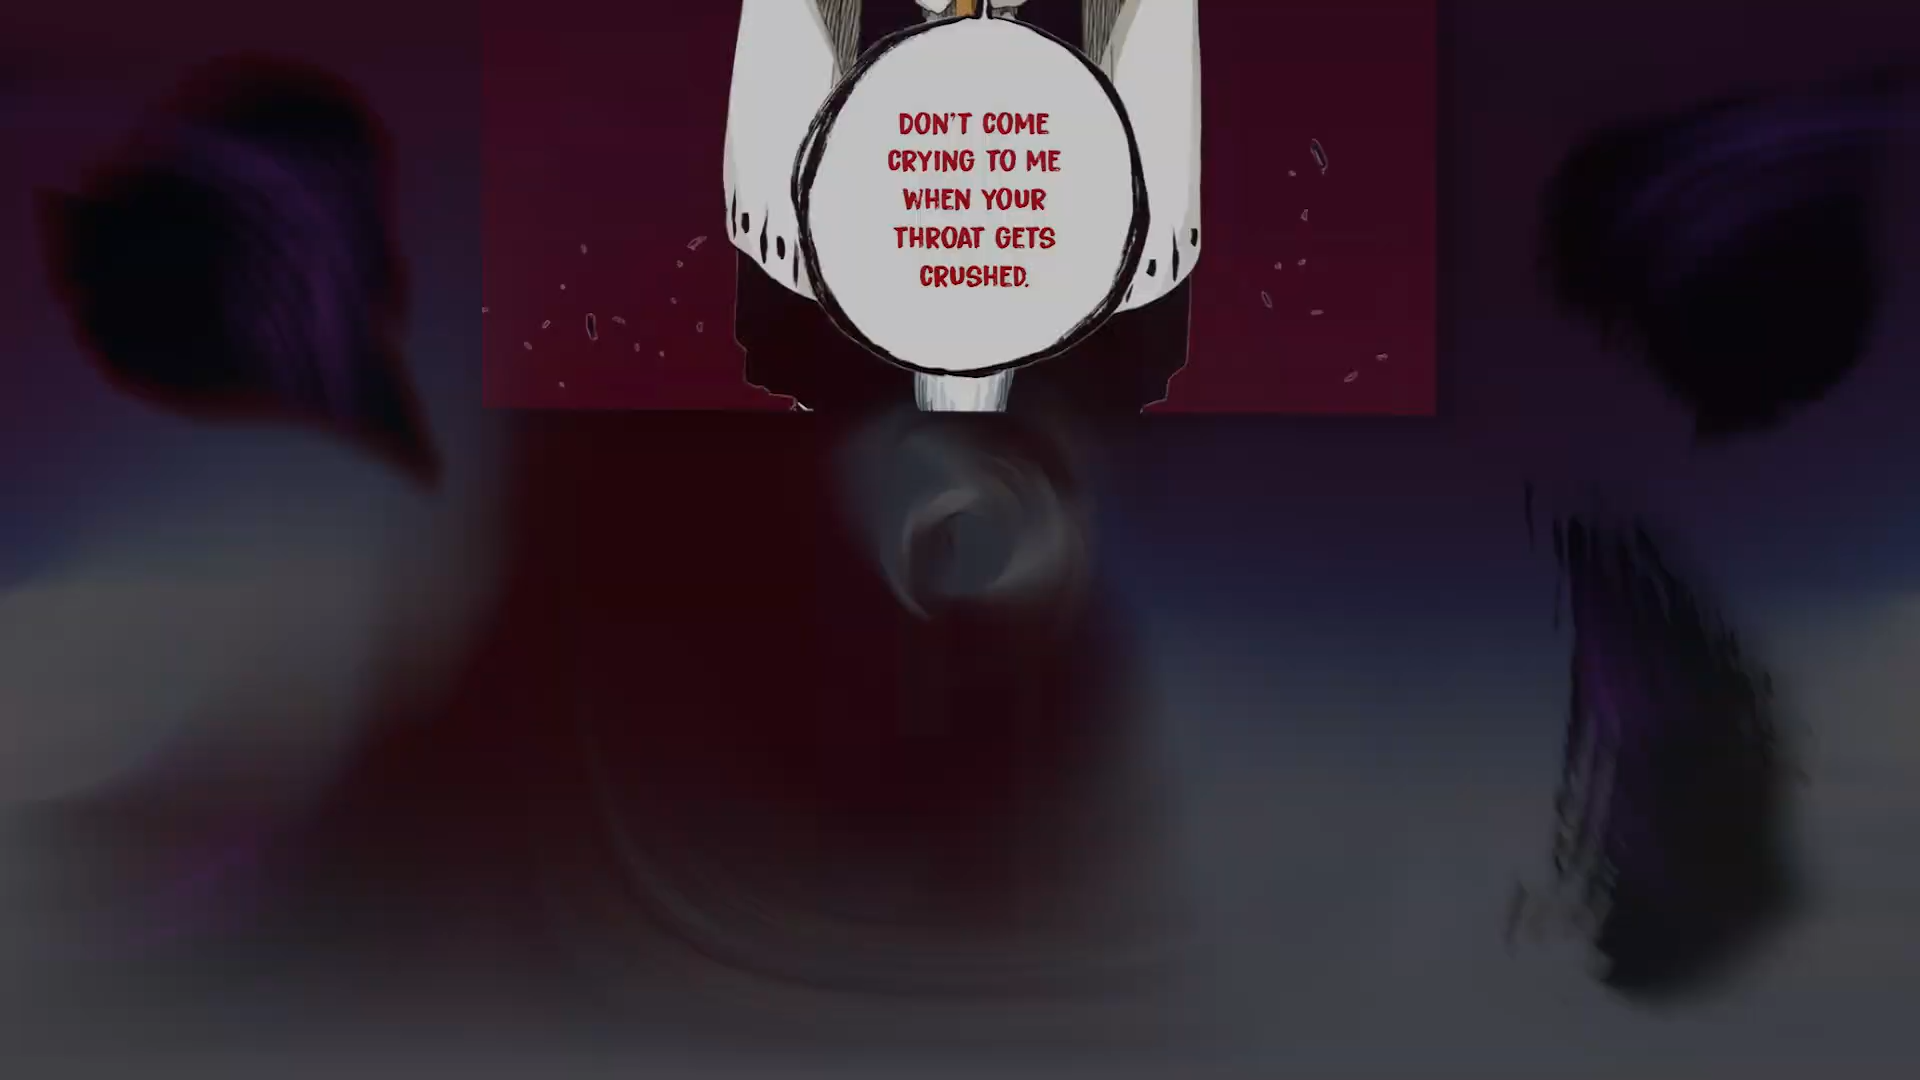 DON'T COME
CRYING TO ME
WHEN YOUR
THROAT GETS
CRUSHED.